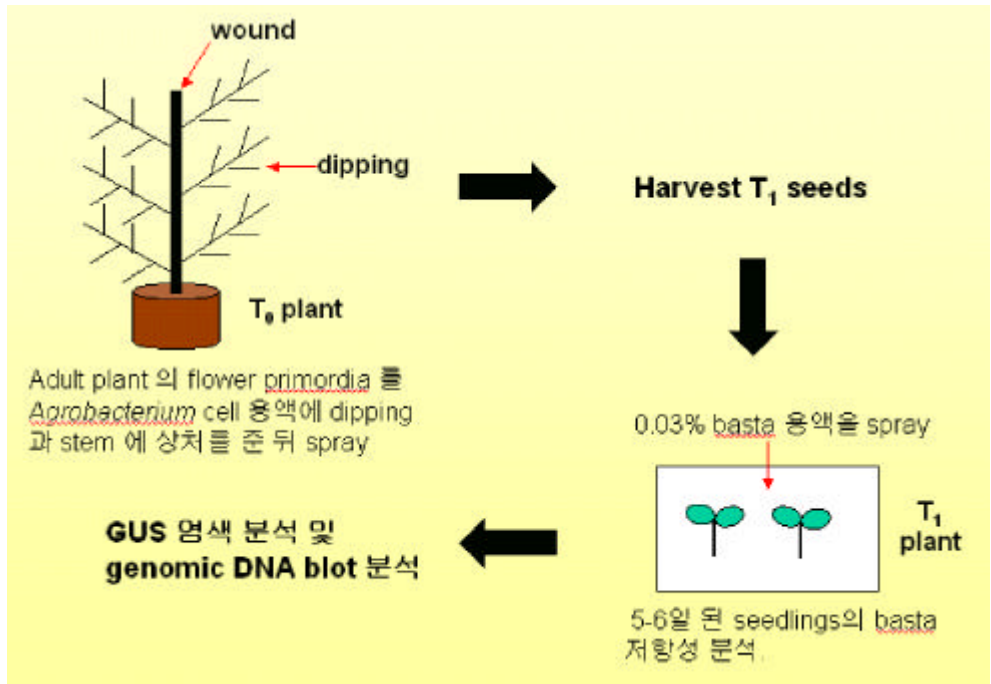 wound
dipping
T0 plant
Adult plant 의 flower primordia 를
Agrobacterium cell 용액에 dipping
과 stem 에 상처를 준 뒤 spray
Harvest T1 seeds
0.03% basta 용액을 spray
T1
plant
5-6일 된 seedlings의 basta
저항성 분석.
GUS 염색 분석 및
genomic DNA blot 분석